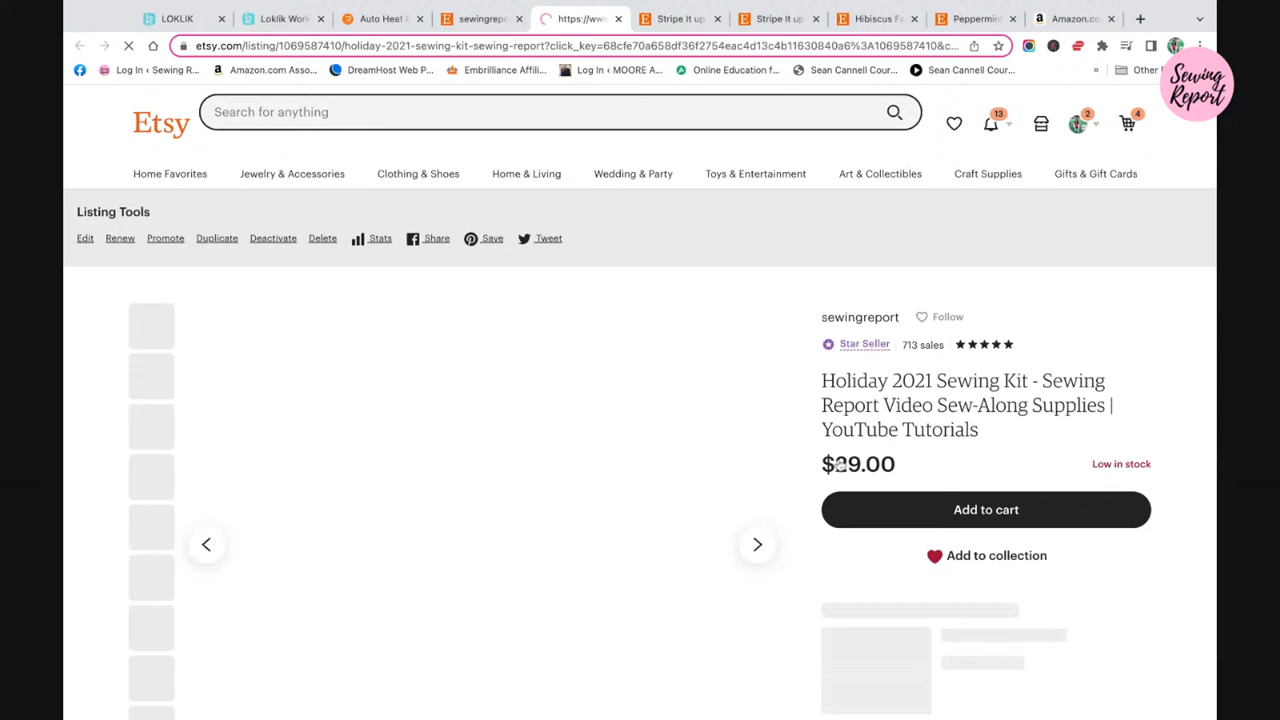 LOKLIK
Loklik Wor
Auto Heat
sewingrepo
https://ww
Stripe It up
Stripe It up
Hibiscus Fa
Peppermin
Amazon.co
etsy.com/listing/1069587410/holiday-2021-sewing-kit-sewing-report?click_key=68cfe70a658df36f2754eac4d13c4b11630840a6%3A1069587410&c...
Log In ‹ Sewing R...
Amazon.com Asso...
DreamHost Web P...
Embrilliance Affili...
Log In ‹ MOORE A...
Online Education f...
Sean Cannell Cour...
Sean Cannell Cour...
»
Other
Sewing
Report
Etsy
Search for anything
13
2
4
Home Favorites
Jewelry & Accessories
Clothing & Shoes
Home & Living
Wedding & Party
Toys & Entertainment
Art & Collectibles
Craft Supplies
Gifts & Gift Cards
Listing Tools
Edit
Renew
Promote
Duplicate
Deactivate
Delete
Stats
Share
Save
Tweet
sewingreport
Follow
Star Seller
713 sales
Holiday 2021 Sewing Kit - Sewing
Report Video Sew-Along Supplies |
YouTube Tutorials
$29.00
Low in stock
Add to cart
Add to collection